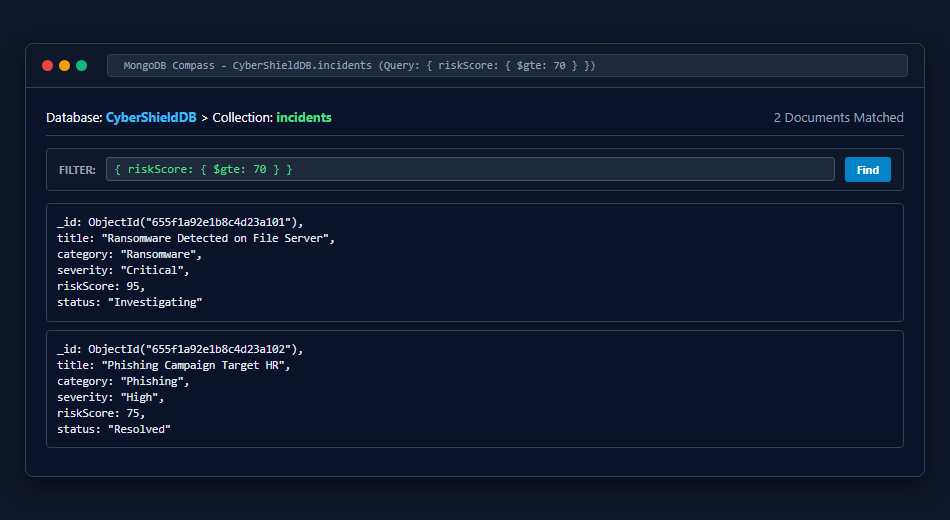 MongoDB Compass - CyberShieldDB.incidents (Query: { riskScore: { $gte: 70 } })
Database: CyberShieldDB > Collection: incidents 2 Documents Matched
FILTER: { riskScore: { $gte: 70 } } Find
_id: ObjectId("655f1a92e1b8c4d23a101"),
title: "Ransomware Detected on File Server",
category: "Ransomware",
severity: "Critical",
riskScore: 95,
status: "Investigating"
_id: ObjectId("655f1a92e1b8c4d23a102"),
title: "Phishing Campaign Target HR",
category: "Phishing",
severity: "High",
riskScore: 75,
status: "Resolved"